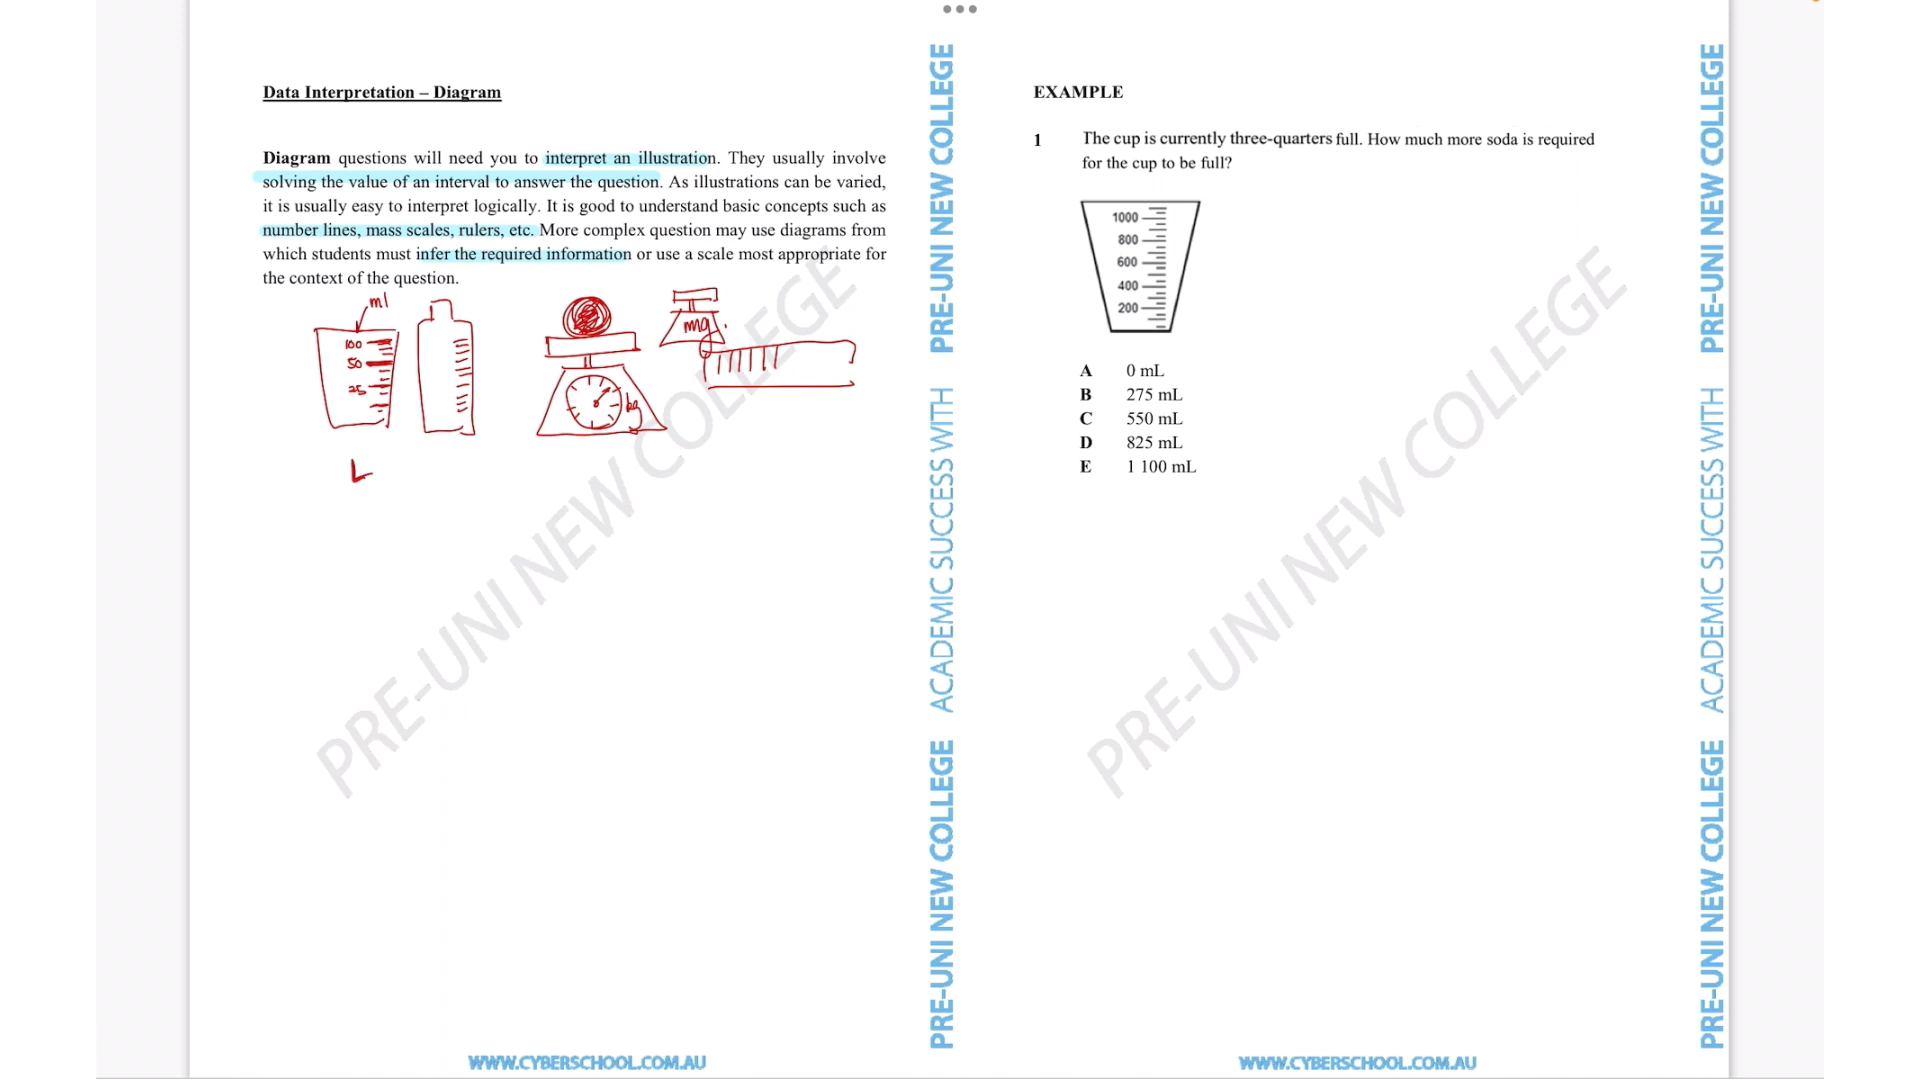 Data Interpretation – Diagram
Diagram questions will need you to interpret an illustration. They usually involve
solving the value of an interval to answer the question. As illustrations can be varied,
it is usually easy to interpret logically. It is good to understand basic concepts such as
number lines, mass scales, rulers, etc. More complex question may use diagrams from
which students must infer the required information or use a scale most appropriate for
the context of the question.
ml
100
50
25
L
kg
mg
PRE-UNI NEW COLLEGE
PRE-UNI NEW COLLEGE ACADEMIC SUCCESS WITH PRE-UNI NEW COLLEGE
WWW.CYBERSCHOOL.COM.AU
EXAMPLE
1 The cup is currently three-quarters full. How much more soda is required
for the cup to be full?
1000
800
600
400
200
A 0 mL
B 275 mL
C 550 mL
D 825 mL
E 1 100 mL
PRE-UNI NEW COLLEGE
PRE-UNI NEW COLLEGE ACADEMIC SUCCESS WITH PRE-UNI NEW COLLEGE
WWW.CYBERSCHOOL.COM.AU